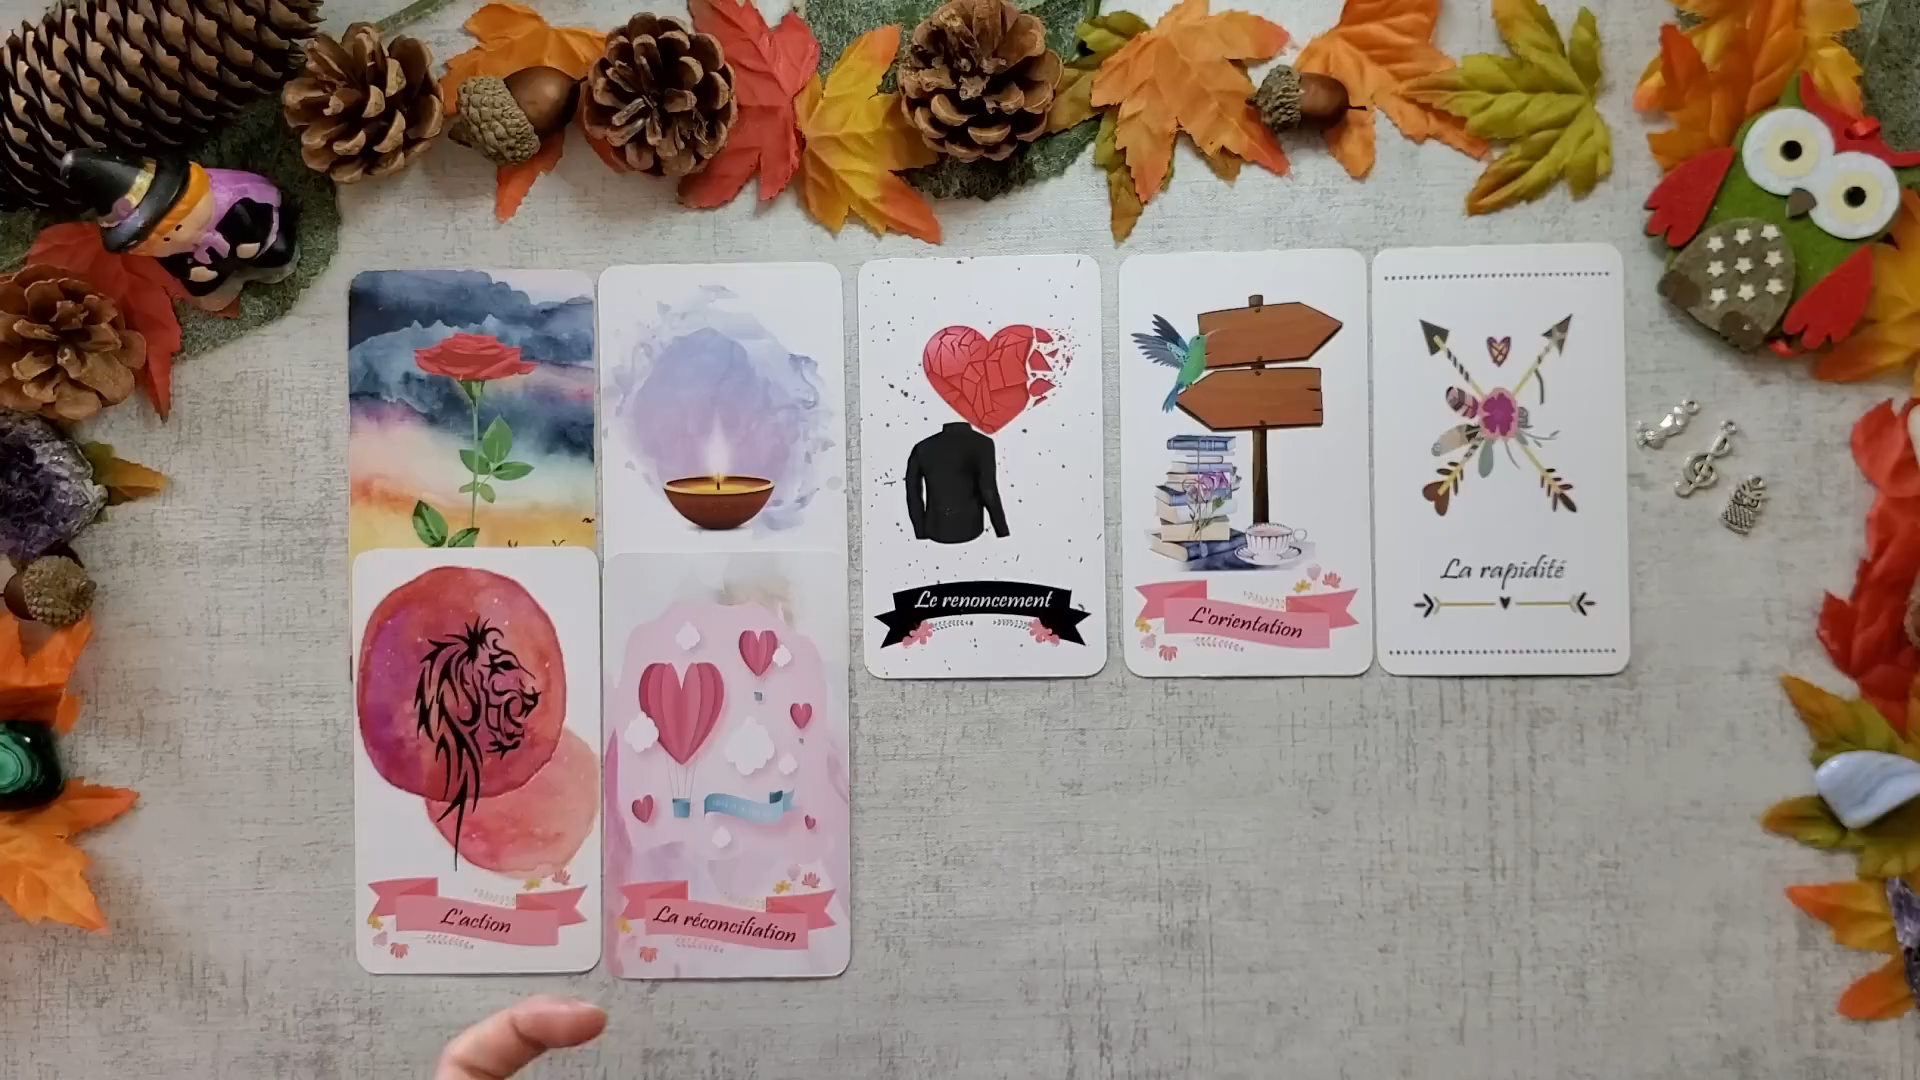 Le renoncement
L'orientation
La rapidité
L'action
La réconciliation